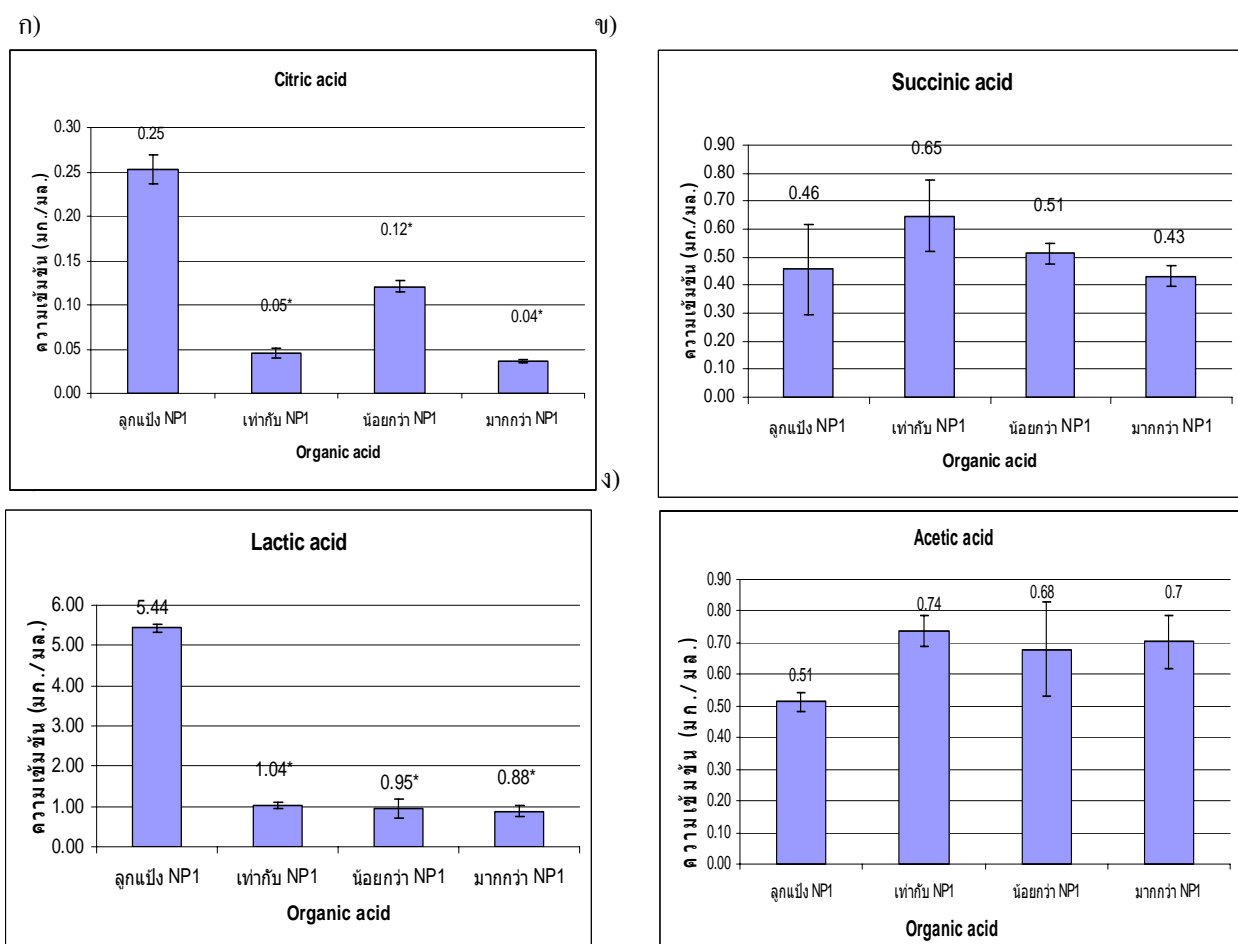 ก)
ข)
Citric acid
ความเข้มข้น (มก./มล.)
0.30
0.25
0.20
0.15
0.10
0.05
0.00
0.25
0.05*
0.12*
0.04*
ลูกแป้ง NP1 เท่ากับ NP1 น้อยกว่า NP1 มากกว่า NP1
Organic acid
Succinic acid
ความเข้มข้น (มก./มล.)
0.90
0.80
0.70
0.60
0.50
0.40
0.30
0.20
0.10
0.00
0.46
0.65
0.51
0.43
ลูกแป้ง NP1 เท่ากับ NP1 น้อยกว่า NP1 มากกว่า NP1
Organic acid
ง)
Lactic acid
ความเข้มข้น (มก./มล.)
6.00
5.00
4.00
3.00
2.00
1.00
0.00
5.44
1.04*
0.95*
0.88*
ลูกแป้ง NP1 เท่ากับ NP1 น้อยกว่า NP1 มากกว่า NP1
Organic acid
Acetic acid
ความเข้มข้น (มก./มล.)
0.90
0.80
0.70
0.60
0.50
0.40
0.30
0.20
0.10
0.00
0.51
0.74
0.68
0.7
ลูกแป้ง NP1 เท่ากับ NP1 น้อยกว่า NP1 มากกว่า NP1
Organic acid